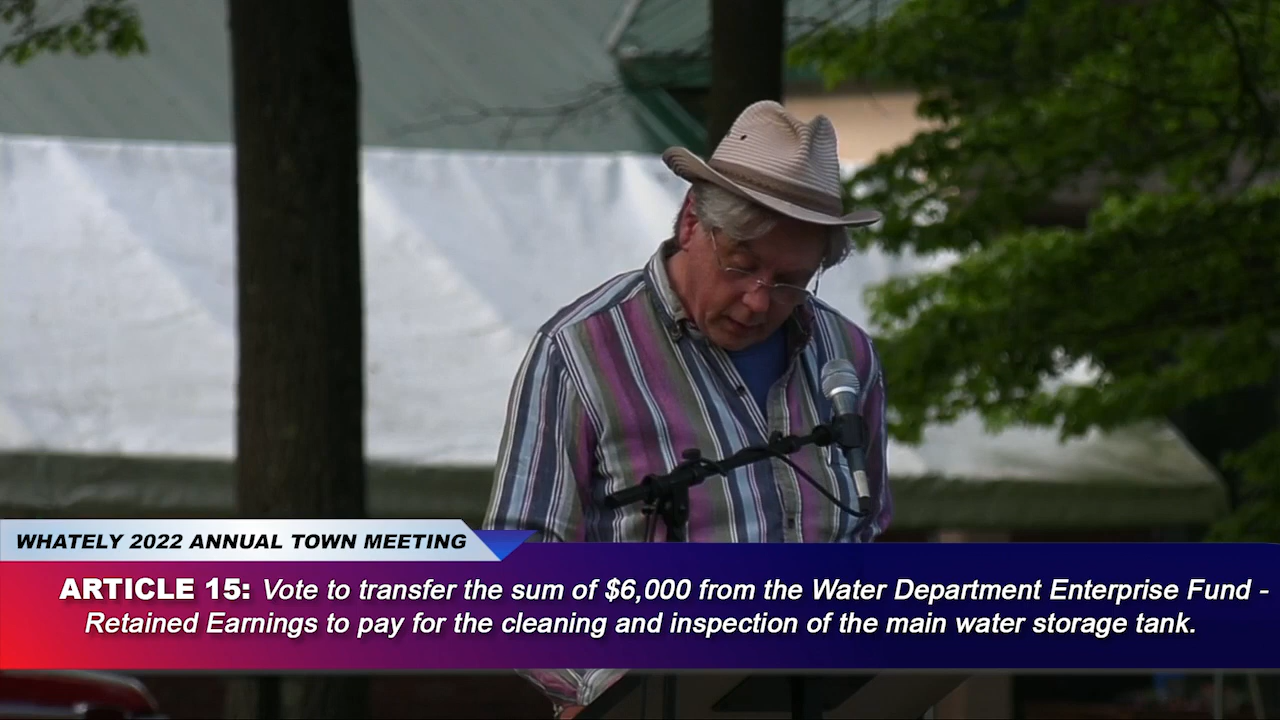 WHATELY 2022 ANNUAL TOWN MEETING
ARTICLE 15: Vote to transfer the sum of $6,000 from the Water Department Enterprise Fund -
Retained Earnings to pay for the cleaning and inspection of the main water storage tank.